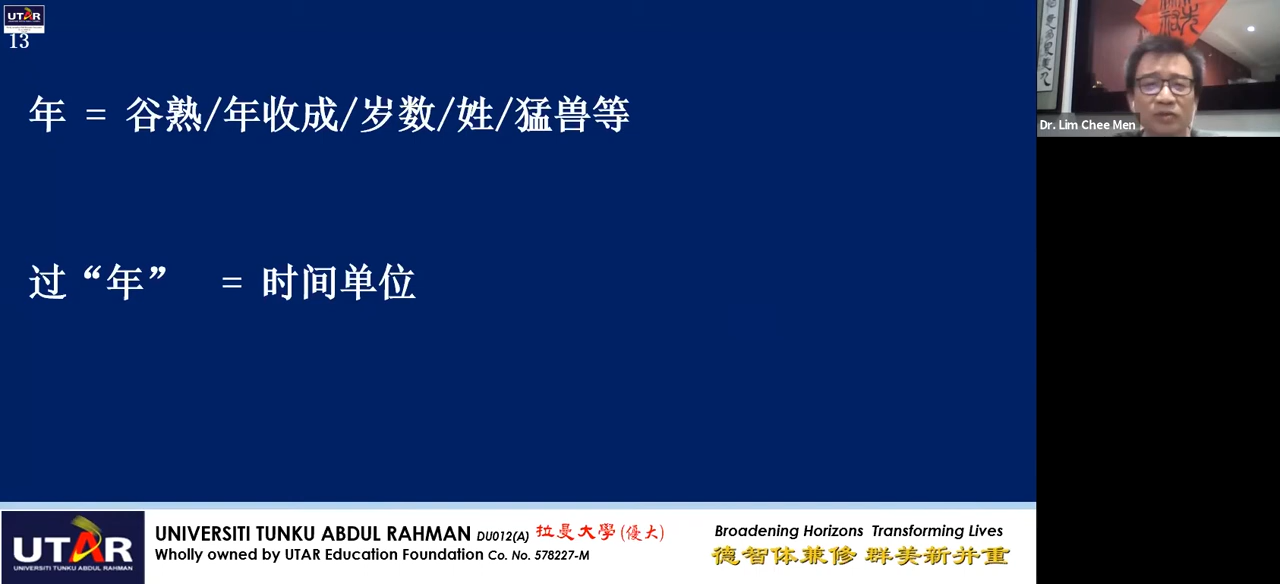 UTAR
13
年 = 谷熟/年收成/岁数/姓/猛兽等
过“年” = 时间单位
Dr. Lim Chee Men
UTAR
UNIVERSITI TUNKU ABDUL RAHMAN
UNIVERSITI TUNKU ABDUL RAHMAN DU012(A) 拉曼大學(優大)
Wholly owned by UTAR Education Foundation Co. No. 578227-M
Broadening Horizons Transforming Lives
德智体兼修 群美新并重